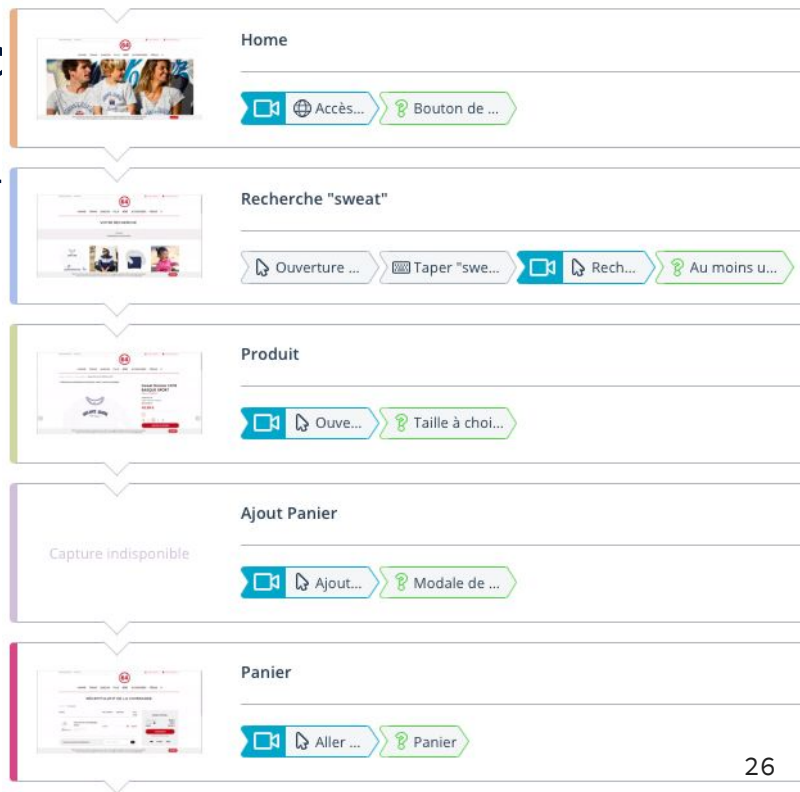 Home
Accès...
Bouton de ...
Recherche "sweat"
Ouverture ...
Taper "swe...
Rech...
Au moins u...
Produit
Ouve...
Taille à choi...
Ajout Panier
Capture indisponible
Ajout...
Modale de ...
Panier
Aller ...
Panier
26